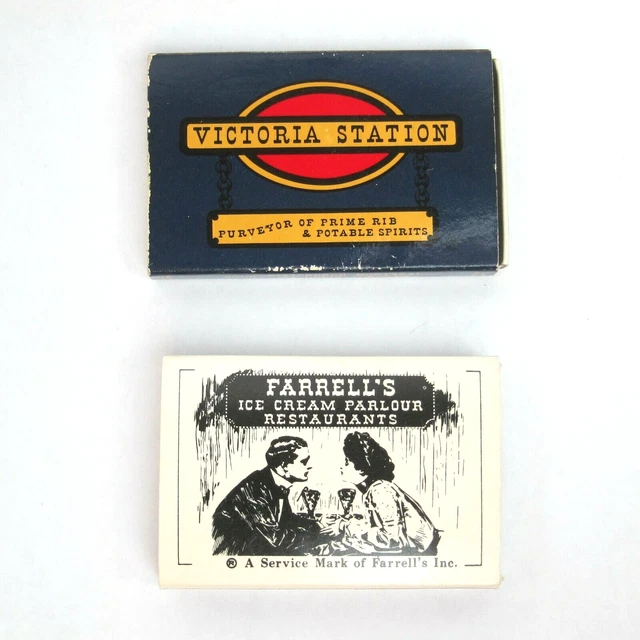 VICTORIA STATION
PURVEYOR OF PRIME RIB
& POTABLE SPIRITS
FARRELL'S
ICE CREAM PARLOUR
RESTAURANTS
® A Service Mark of Farrell's Inc.